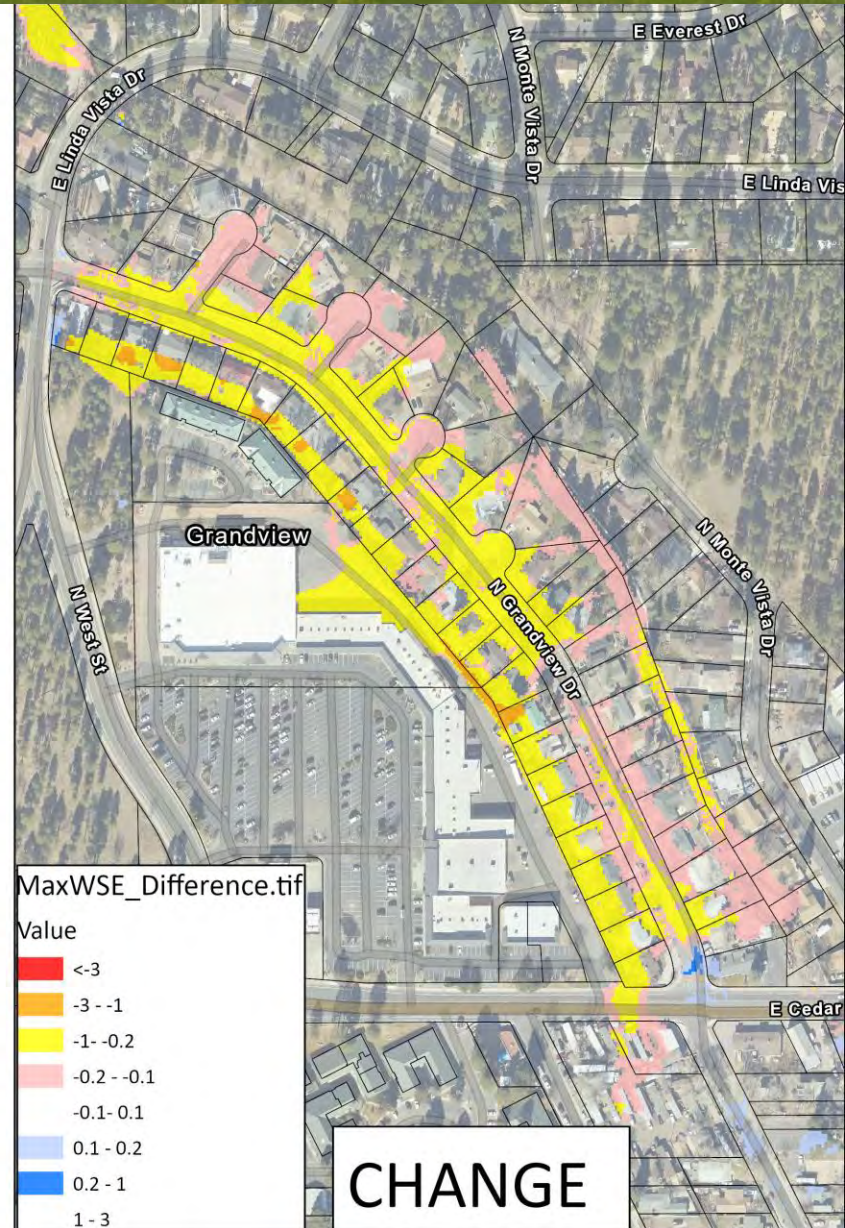 E Everest Dr
N Monte Vista Dr
E Linda Vista Dr
E Linda Vis
Grandview
N Monte Vista Dr
N Grandview Dr
N West St
MaxWSE_Difference.tif
Value
<-3
-3 - -1
-1- -0.2
-0.2 - -0.1
-0.1- 0.1
0.1 - 0.2
0.2 - 1
1 - 3
E Cedar
CHANGE